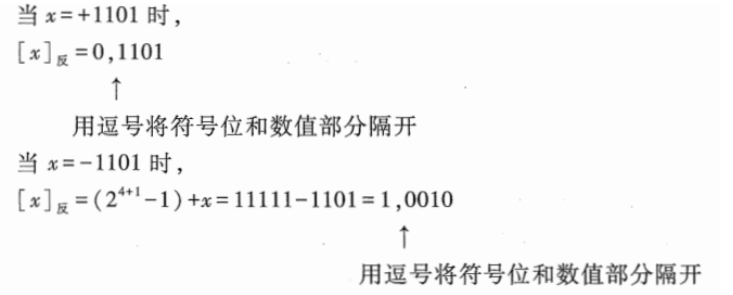 当 x=+1101 时，
[x]反=0,1101
↑
用逗号将符号位和数值部分隔开
当 x=-1101 时，
[x]反=(2⁴⁺¹-1)+x=11111-1101=1,0010
↑
用逗号将符号位和数值部分隔开